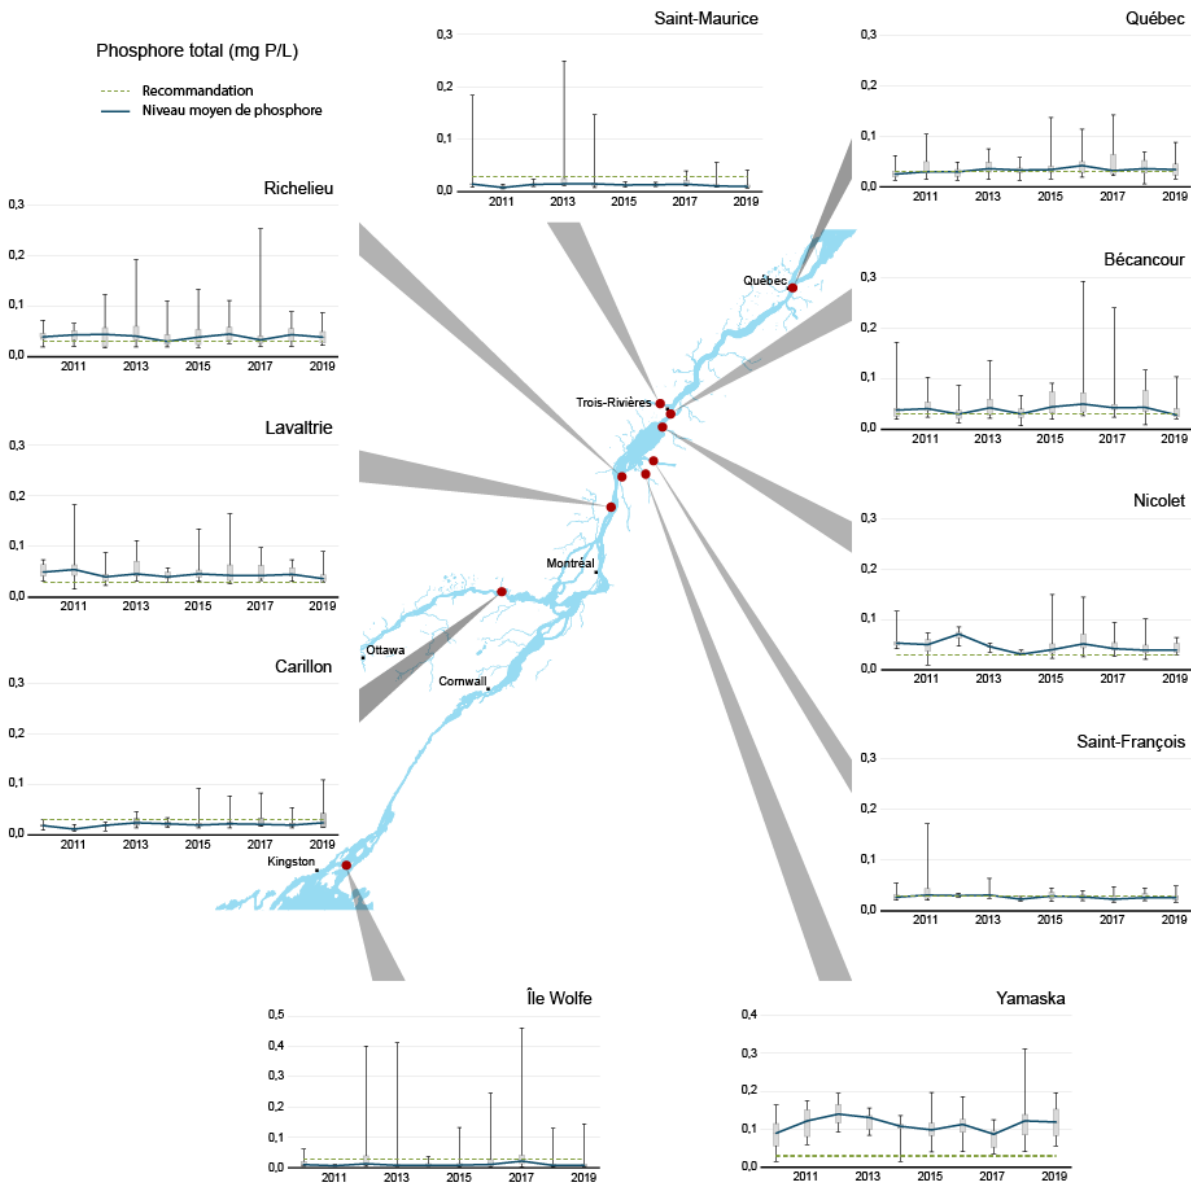 Phosphore total (mg P/L)
Recommandation
Niveau moyen de phosphore
Saint-Maurice
0,3
0,2
0,1
0,0
2011 2013 2015 2017 2019
Québec
0,3
0,2
0,1
0,0
2011 2013 2015 2017 2019
Richelieu
0,3
0,2
0,1
0,0
2011 2013 2015 2017 2019
Bécancour
0,3
0,2
0,1
0,0
2011 2013 2015 2017 2019
Lavaltrie
0,3
0,2
0,1
0,0
2011 2013 2015 2017 2019
Nicolet
0,3
0,2
0,1
0,0
2011 2013 2015 2017 2019
Carillon
0,3
0,2
0,1
0,0
2011 2013 2015 2017 2019
Saint-François
0,3
0,2
0,1
0,0
2011 2013 2015 2017 2019
Québec
Trois-Rivières
Montréal
Ottawa
Cornwall
Kingston
Île Wolfe
0,5
0,4
0,3
0,2
0,1
0,0
2011 2013 2015 2017 2019
Yamaska
0,4
0,3
0,2
0,1
0,0
2011 2013 2015 2017 2019